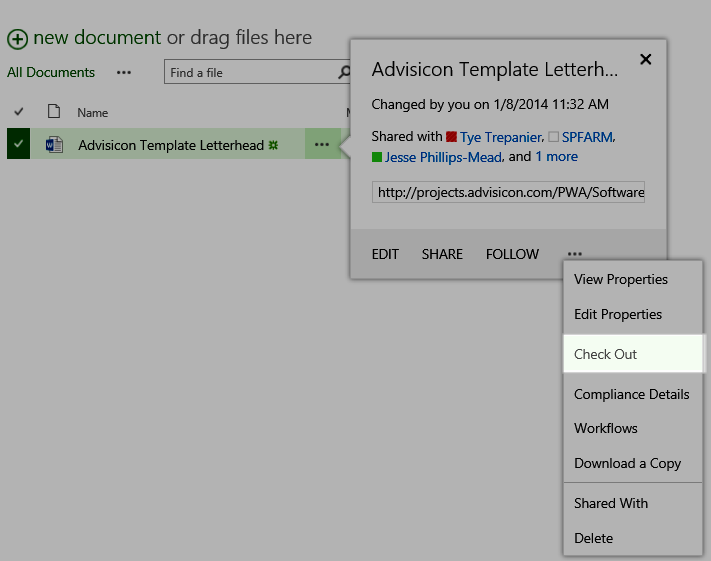 new document or drag files here
All Documents ••• Find a file
Name
Advisicon Template Letterhead •••
Advisicon Template Letterh...
Changed by you on 1/8/2014 11:32 AM
Shared with Tye Trepanier, SPFARM,
Jesse Phillips-Mead, and 1 more
http://projects.advisicon.com/PWA/Software
EDIT SHARE FOLLOW •••
View Properties
Edit Properties
Check Out
Compliance Details
Workflows
Download a Copy
Shared With
Delete